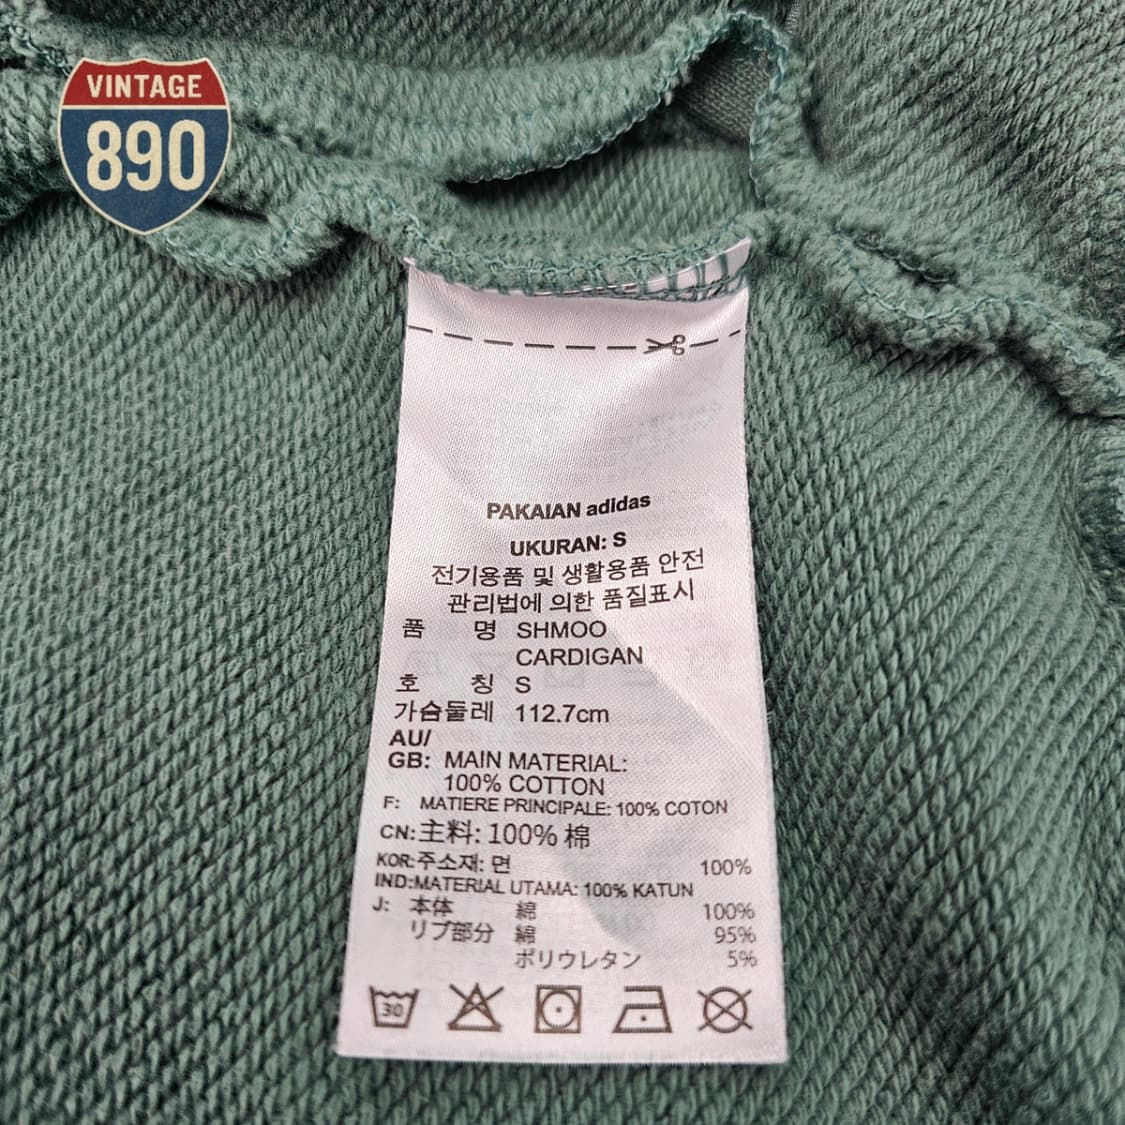 VINTAGE
890
PAKAIAN adidas
UKURAN: S
전기용품 및 생활용품 안전
관리법에 의한 품질표시
품 명 SHMOO
CARDIGAN
호 칭 S
가슴둘레 112.7cm
AU/
GB: MAIN MATERIAL:
100% COTTON
F: MATIERE PRINCIPALE: 100% COTON
CN: 主料: 100% 棉
KOR: 주소재: 면 100%
IND: MATERIAL UTAMA: 100% KATUN
J: 本体 綿 100%
リブ部分 綿 95%
ポリウレタン 5%
30